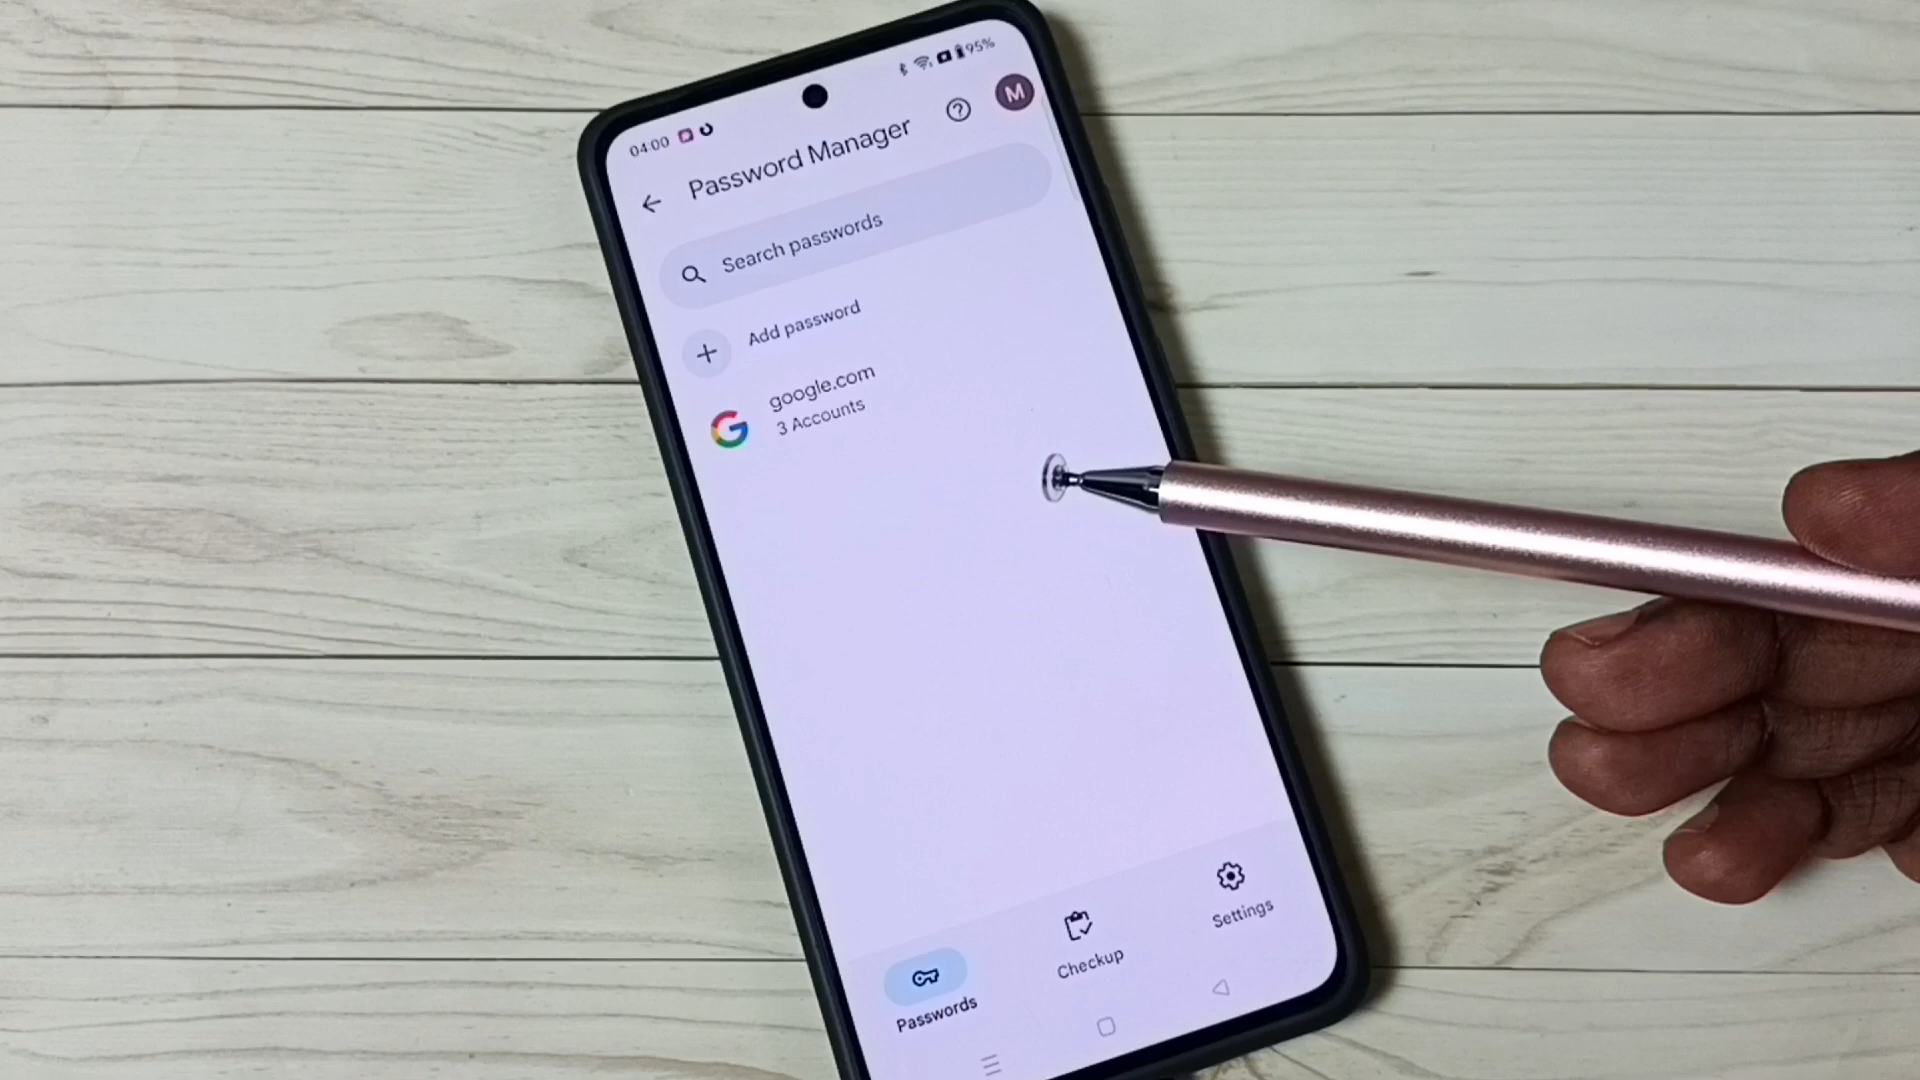 04:00
95%
Password Manager
M
Search passwords
Add password
google.com
3 Accounts
Passwords
Checkup
Settings